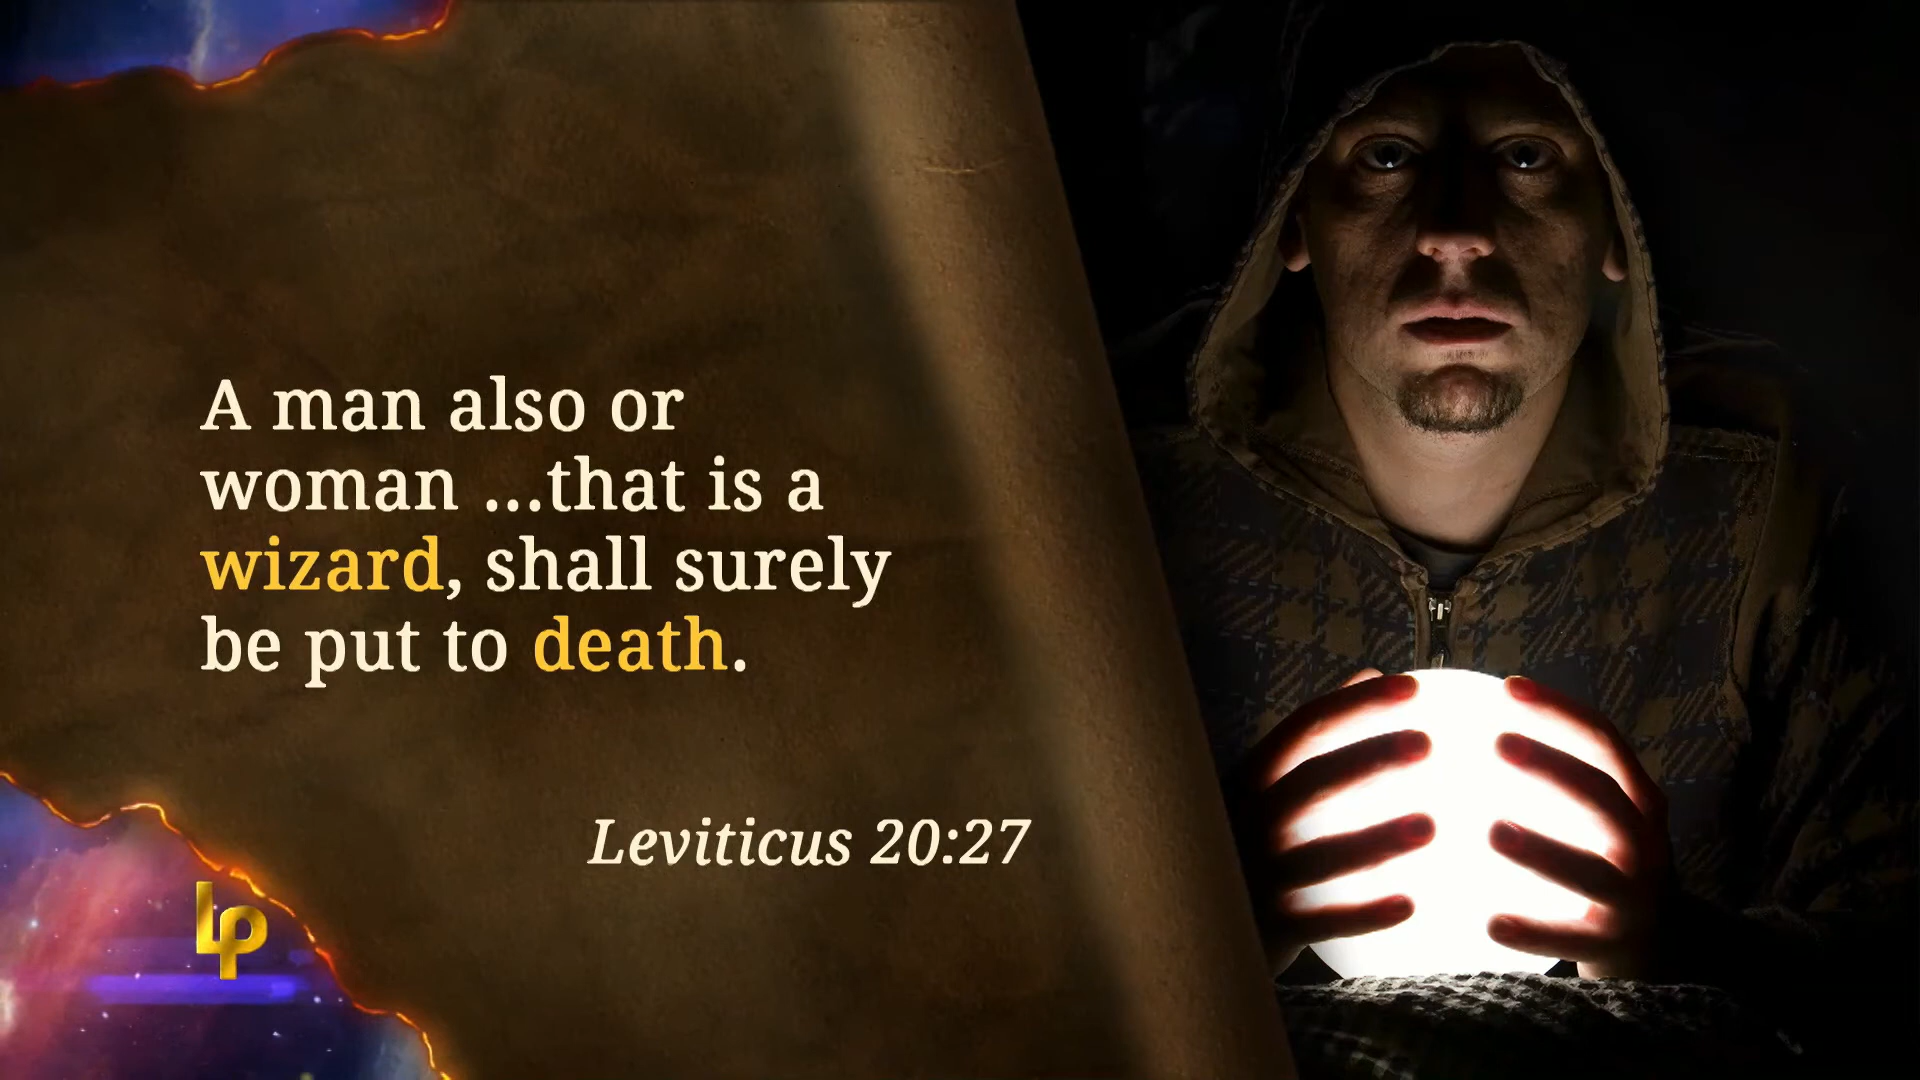 A man also or
woman ...that is a
wizard, shall surely
be put to death.
Leviticus 20:27
LP